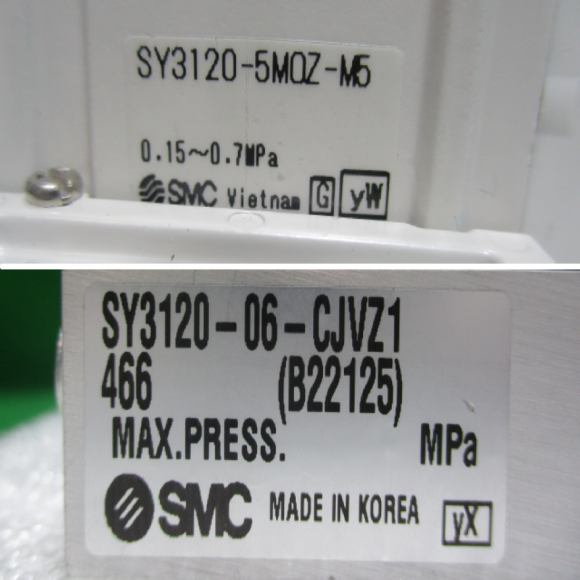 SY3120-5MOZ-M5
0.15~0.7MPa
SMC Vietnam G yW
SY3120-06-CJVZ1
466 (B22125)
MAX.PRESS. MPa
SMC MADE IN KOREA yX